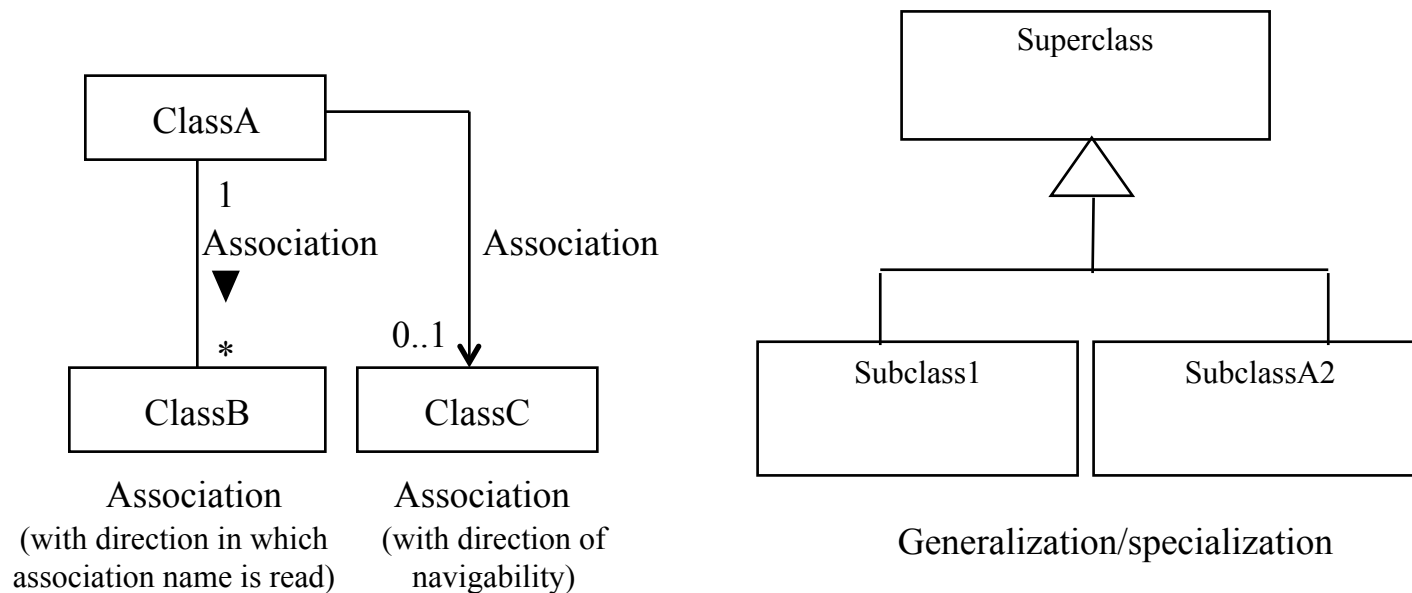 ClassA
1
Association
*
ClassB
Association
(with direction in which
association name is read)
Association
0..1
ClassC
Association
(with direction of
navigability)
Superclass
Subclass1
SubclassA2
Generalization/specialization